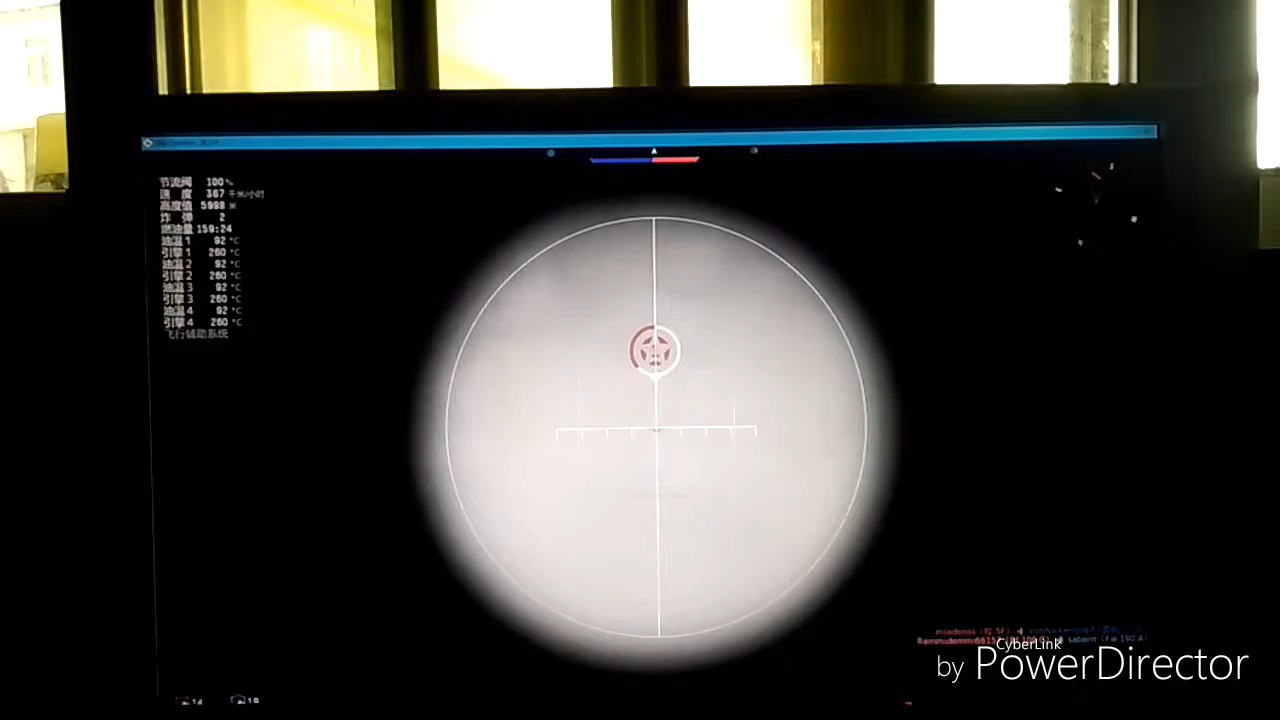 节流阀 100 %
速 度 367 千米/小时
高度值 5998 米
炸 弹 2
燃油量 159:24
油温1 92 °C
引擎1 260 °C
油温2 92 °C
引擎2 260 °C
油温3 92 °C
引擎3 260 °C
油温4 92 °C
引擎4 260 °C
飞行辅助系统
saberrr (Fw 190 A)
CyberLink
by PowerDirector